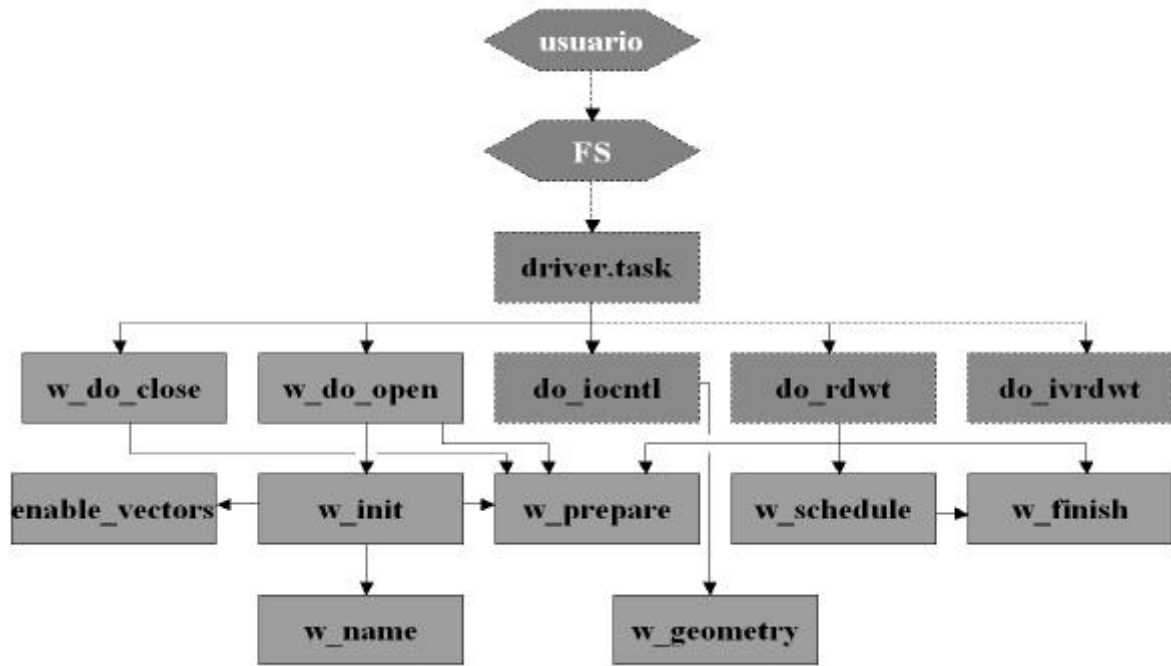 usuario
FS
driver.task
w_do_close
w_do_open
do_iocntl
do_rdwt
do_ivrdwt
enable_vectors
w_init
w_prepare
w_schedule
w_finish
w_name
w_geometry